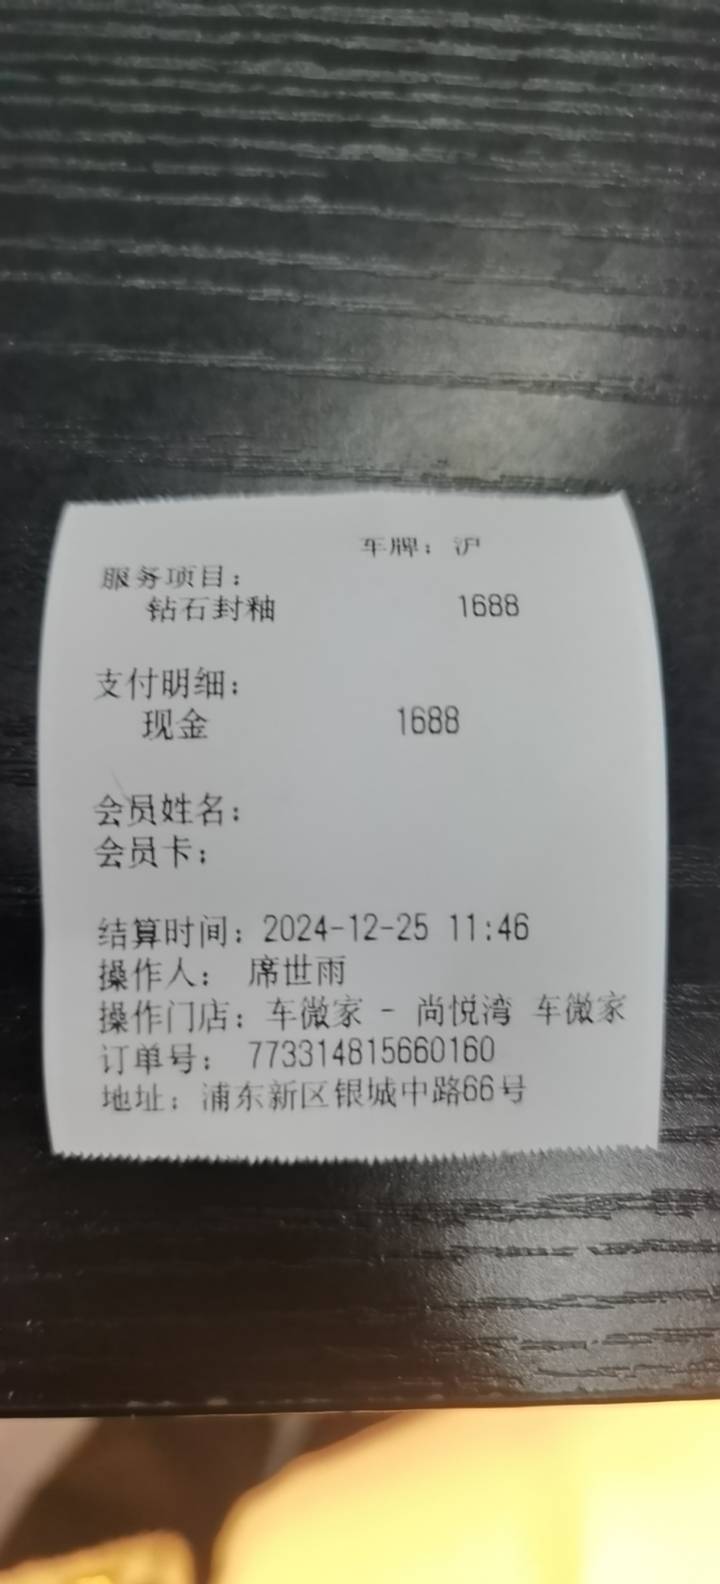 车牌：沪
服务项目：
钻石封釉 1688
支付明细：
现金 1688
会员姓名：
会员卡：
结算时间：2024-12-25 11:46
操作人： 席世雨
操作门店：车微家 - 尚悦湾 车微家
订单号： 773314815660160
地址：浦东新区银城中路66号